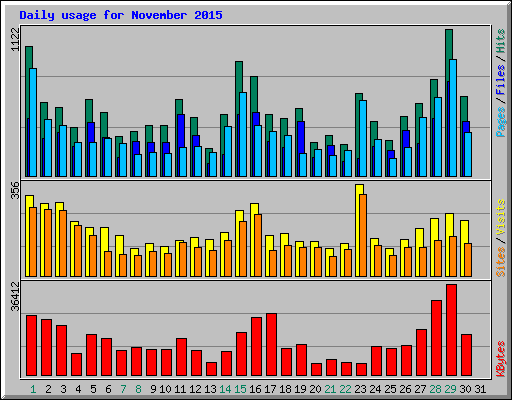 Daily usage for November 2015
1122
Pages / Files / Hits
356
Sites / Visits
36412
KBytes
1 2 3 4 5 6 7 8 9 10 11 12 13 14 15 16 17 18 19 20 21 22 23 24 25 26 27 28 29 30 31